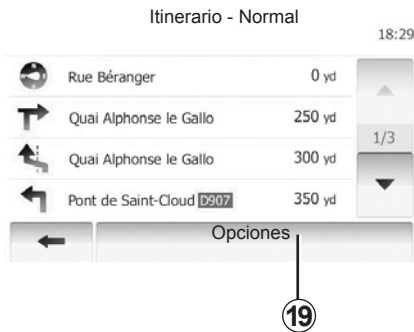 Itinerario - Normal
18:29
Rue Béranger 0 yd
Quai Alphonse le Gallo 250 yd
1/3
Quai Alphonse le Gallo 300 yd
Pont de Saint-Cloud D907 350 yd
Opciones
19